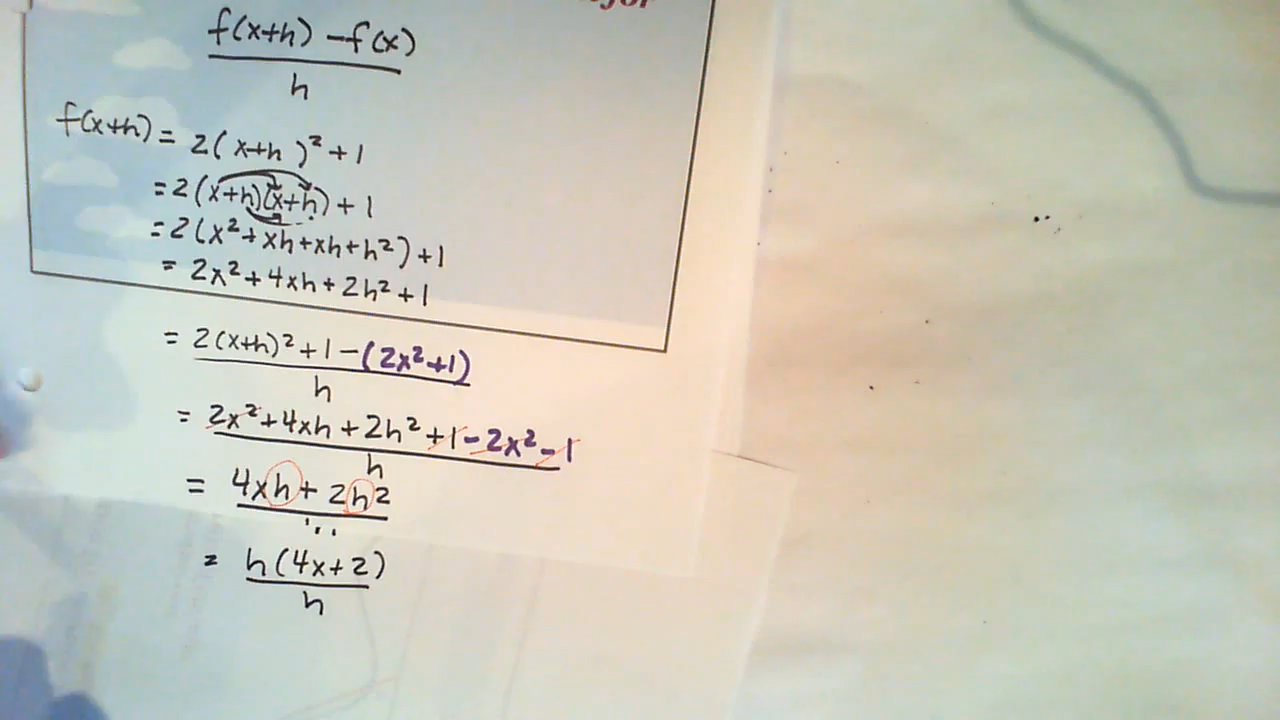 f(x+h) - f(x)
h
f(x+h) = 2(x+h)² + 1
= 2(x+h)(x+h) + 1
= 2(x² + xh + xh + h²) + 1
= 2x² + 4xh + 2h² + 1
= 2(x+h)² + 1 - (2x² + 1)
h
= 2x² + 4xh + 2h² + 1 - 2x² - 1
h
= 4xh + 2h²
= h(4x + 2)
h